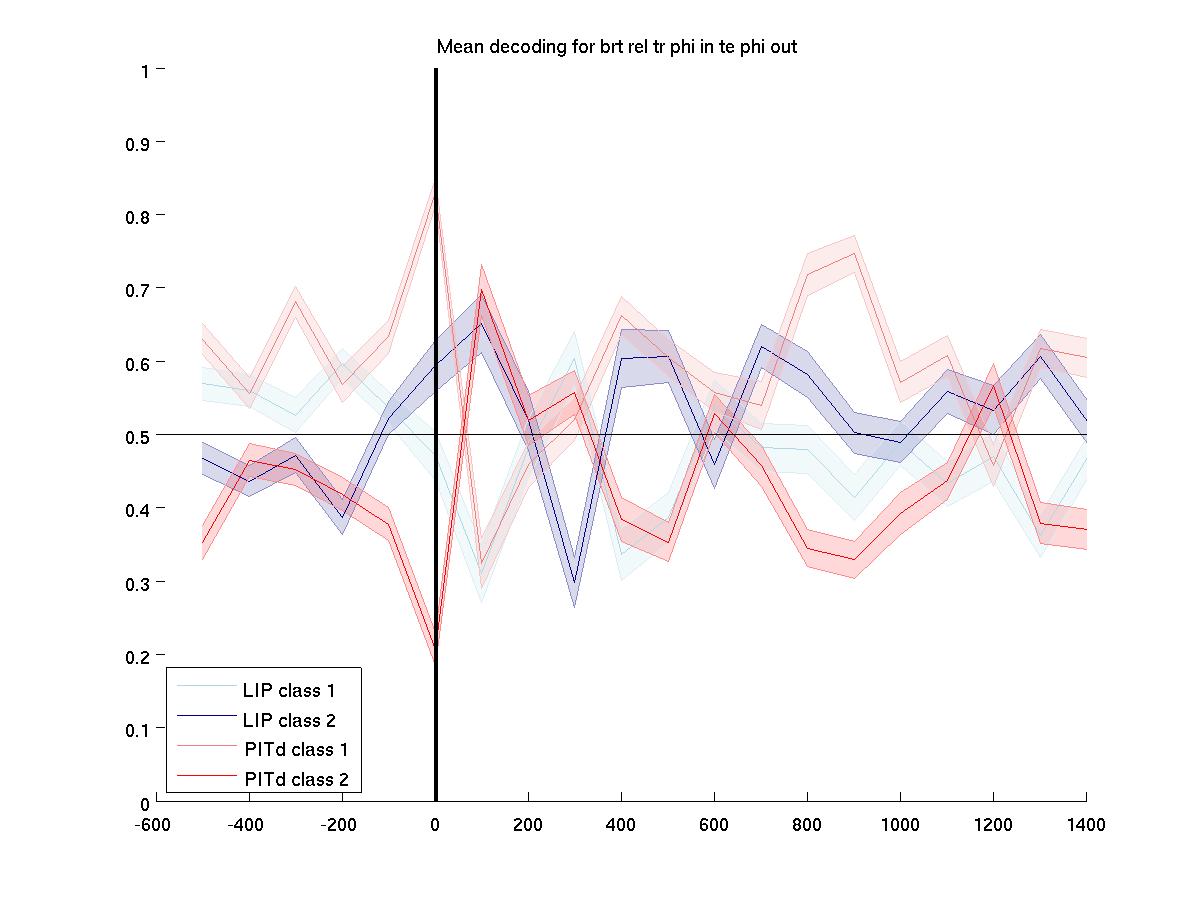 Mean decoding for brt rel tr phi in te phi out
1
0.9
0.8
0.7
0.6
0.5
0.4
0.3
0.2
0.1
0
LIP class 1
LIP class 2
PITd class 1
PITd class 2
-600 -400 -200 0 200 400 600 800 1000 1200 1400